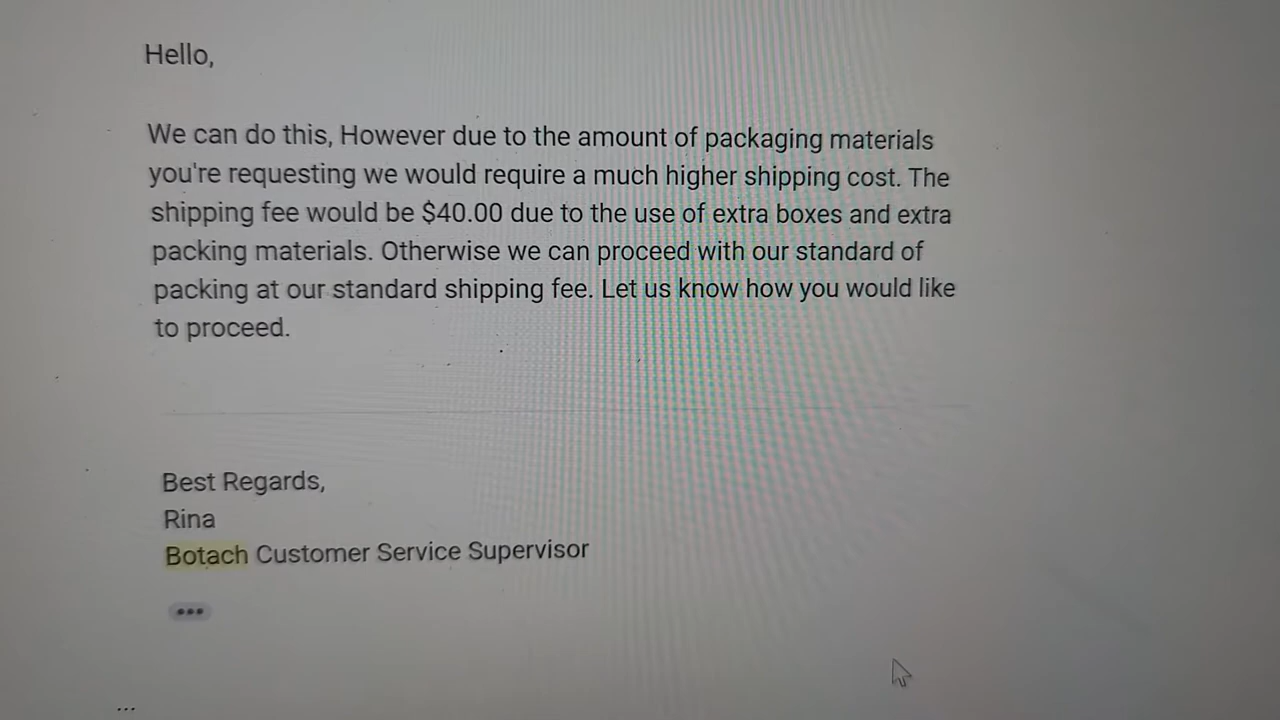 Hello,
We can do this, However due to the amount of packaging materials
you're requesting we would require a much higher shipping cost. The
shipping fee would be $40.00 due to the use of extra boxes and extra
packing materials. Otherwise we can proceed with our standard of
packing at our standard shipping fee. Let us know how you would like
to proceed.
Best Regards,
Rina
Botach Customer Service Supervisor
•••
...